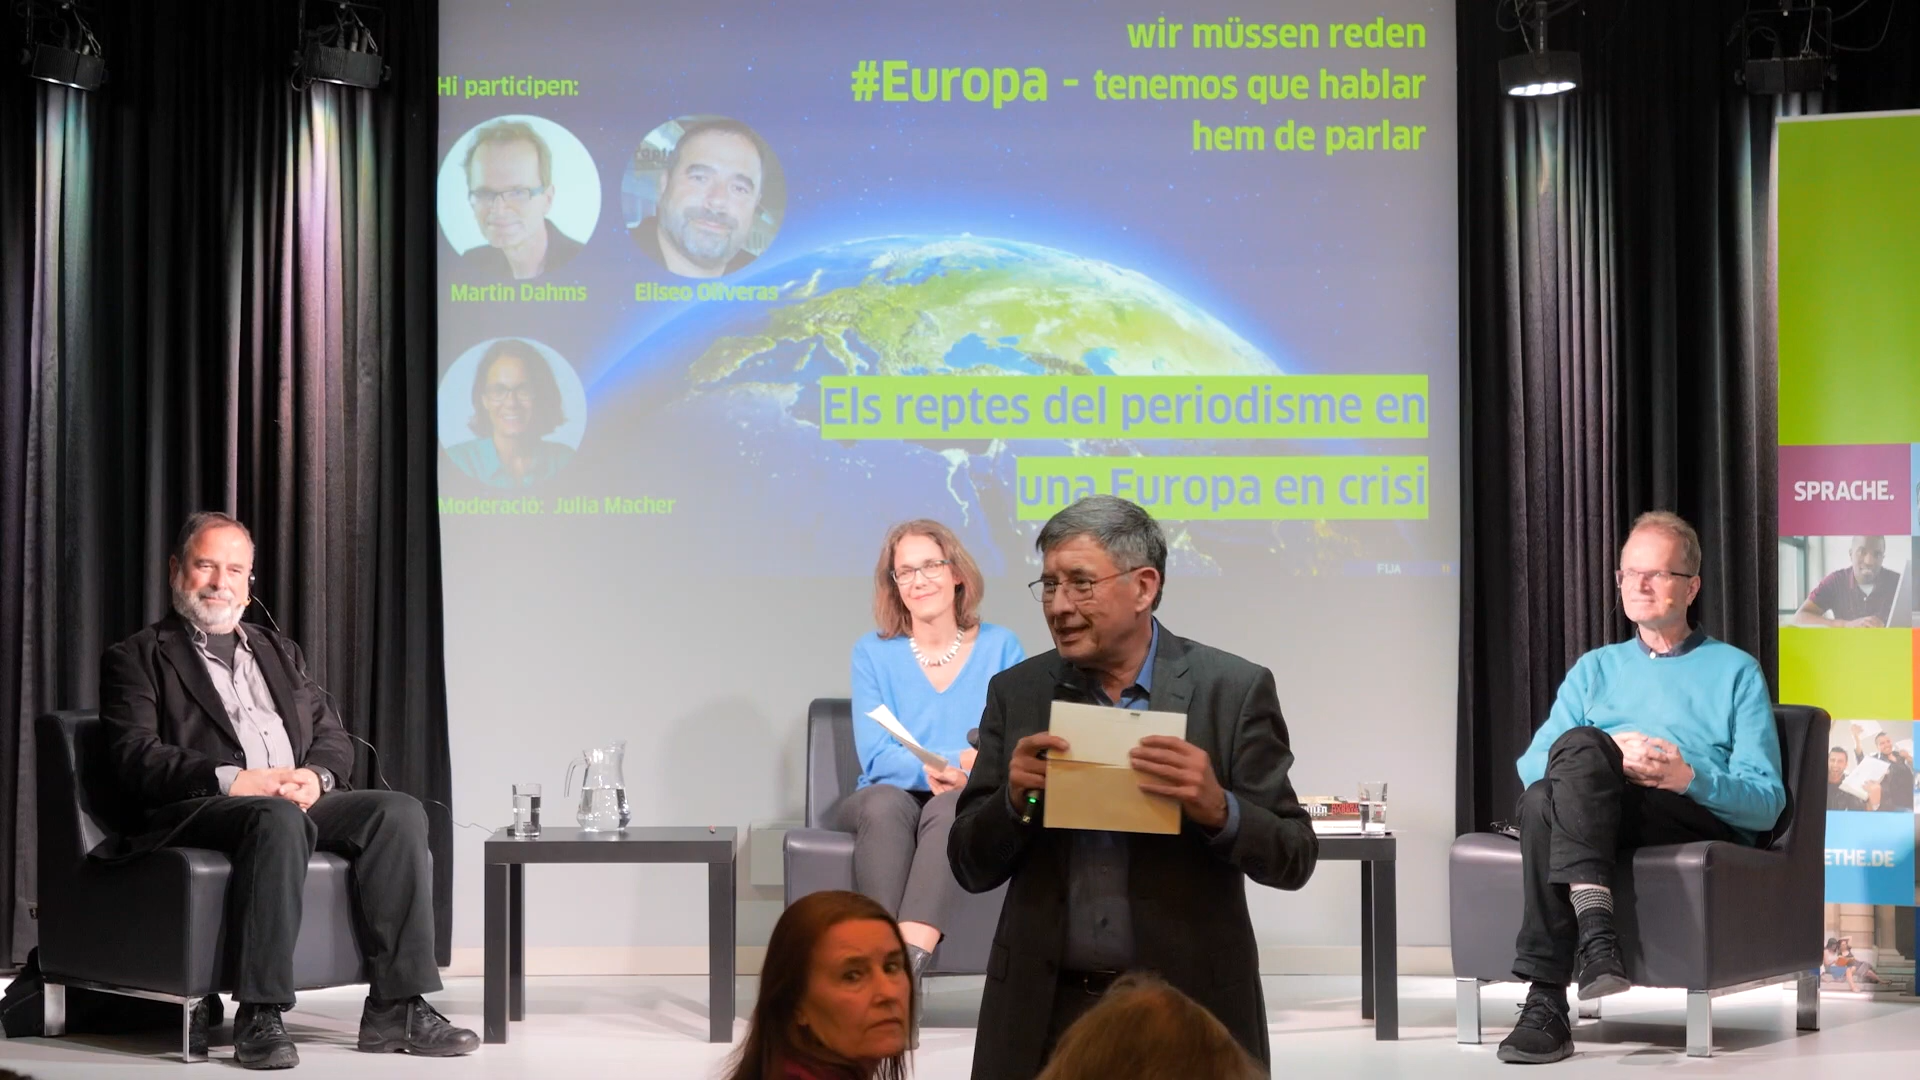 wir müssen reden
#Europa - tenemos que hablar
hem de parlar
Hi participen:
Martin Dahms
Eliseo Oliveras
Moderació: Julia Macher
Els reptes del periodisme en
una Europa en crisi
SPRACHE.
ETHE.DE